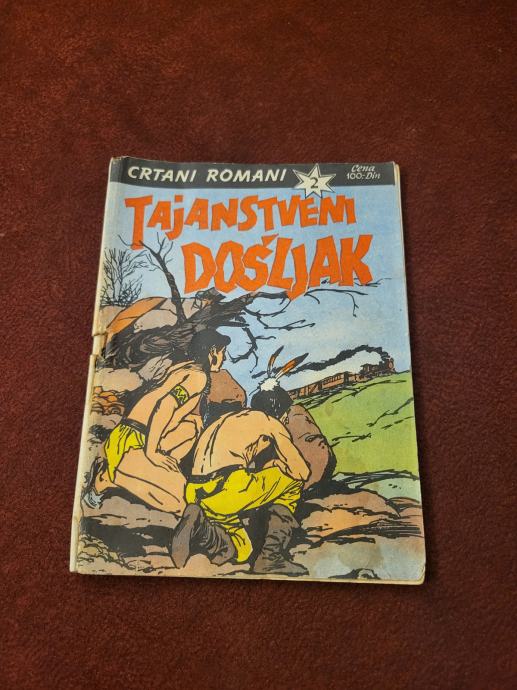 CRTANI ROMANI
2
Cena
100.-Din
TAJANSTVENI
DOŠLJAK